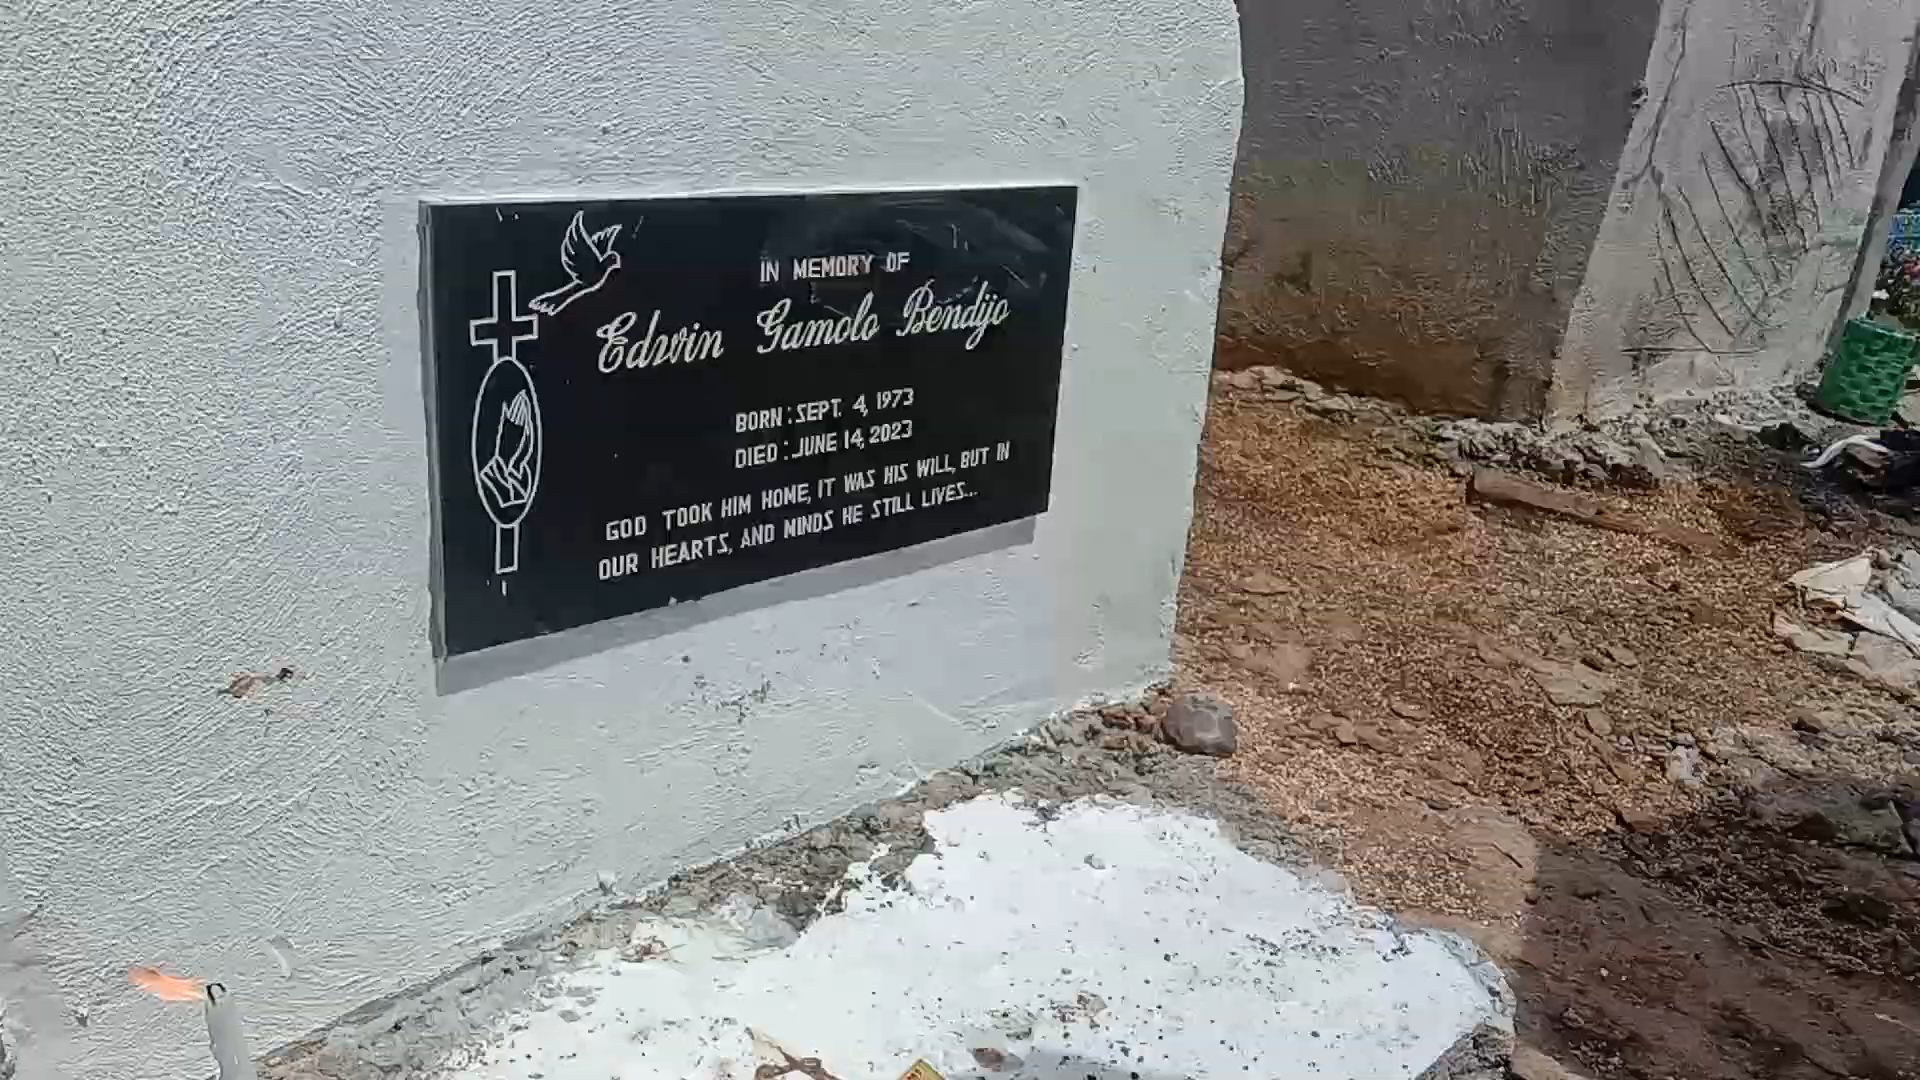 IN MEMORY OF
Edwin Gamolo Bendijo
BORN : SEPT. 4, 1973
DIED : JUNE 14, 2023
GOD TOOK HIM HOME, IT WAS HIS WILL, BUT IN
OUR HEARTS, AND MINDS HE STILL LIVES...